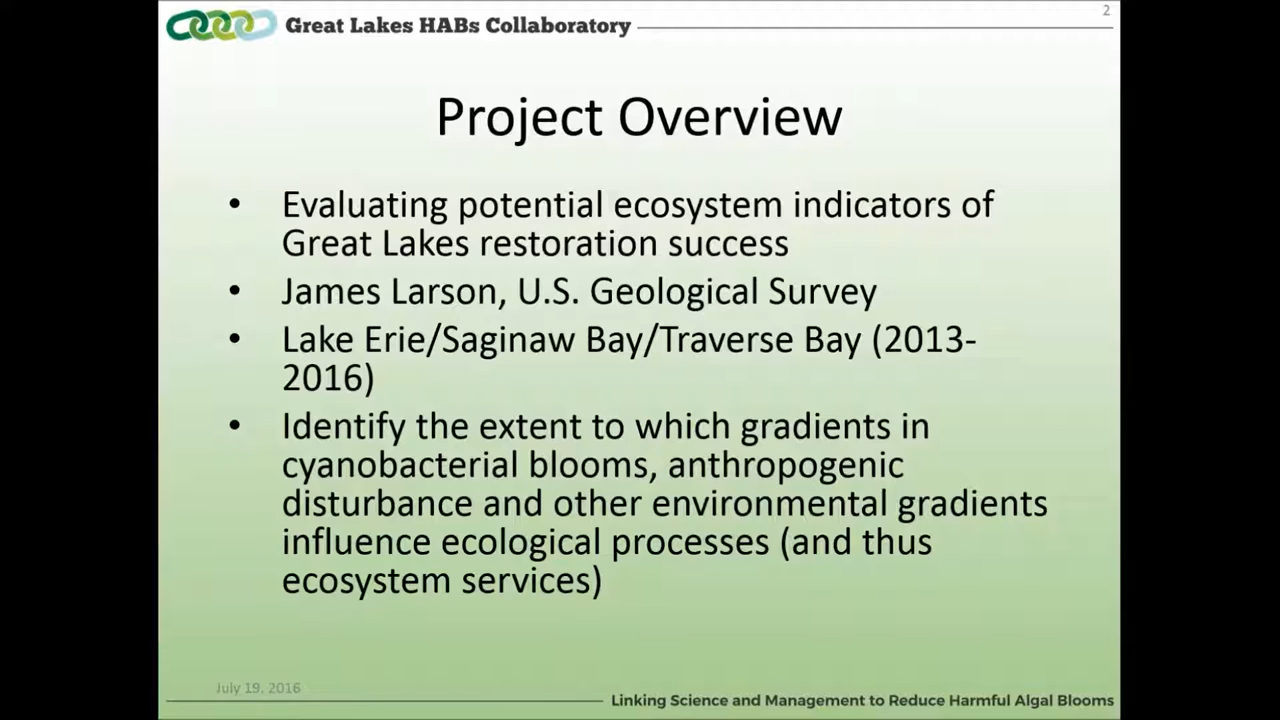 2
Great Lakes HABs Collaboratory
Project Overview
• Evaluating potential ecosystem indicators of
Great Lakes restoration success
• James Larson, U.S. Geological Survey
• Lake Erie/Saginaw Bay/Traverse Bay (2013-
2016)
• Identify the extent to which gradients in
cyanobacterial blooms, anthropogenic
disturbance and other environmental gradients
influence ecological processes (and thus
ecosystem services)
July 19, 2016
Linking Science and Management to Reduce Harmful Algal Blooms